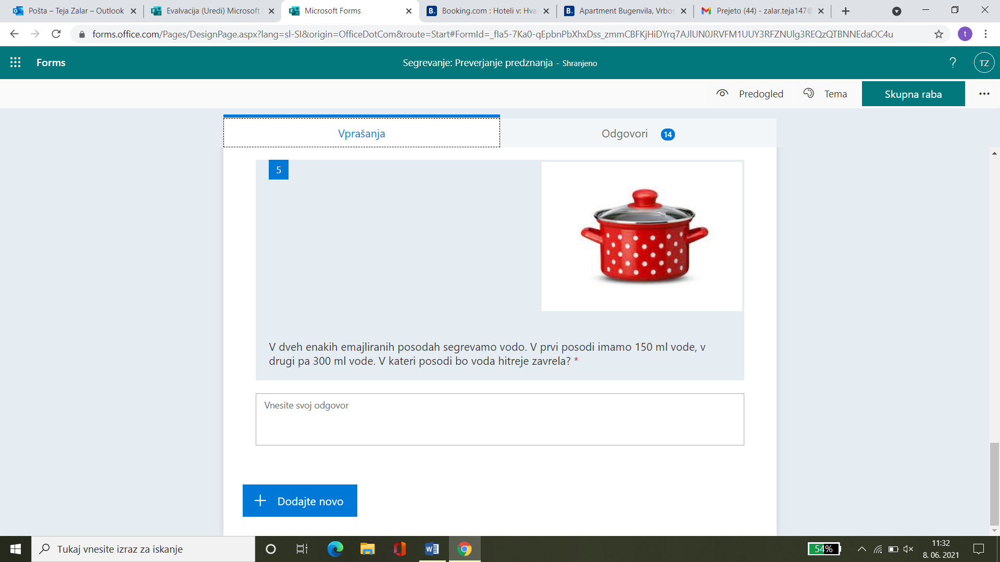 Pošta – Teja Zalar – Outlook
Evalvacija (Uredi) Microsoft
Microsoft Forms
B. Booking.com : Hoteli v: Hva
B. Apartment Bugenvila, Vrbos
Prejeto (44) - zalar.teja147@
forms.office.com/Pages/DesignPage.aspx?lang=sl-SI&origin=OfficeDotCom&route=Start#FormId=_fIa5-7Ka0-qEpbnPbXhxDss_zmmCBFKjHiDYrq7AJlUN0JRVFM1UUY3RFZNUlg3REQzQTBNNEdaOC4u
t
Forms
Segrevanje: Preverjanje predznanja - Shranjeno
?
TZ
Predogled
Tema
Skupna raba
Vprašanja
Odgovori 14
5
V dveh enakih emajliranih posodah segrevamo vodo. V prvi posodi imamo 150 ml vode, v
drugi pa 300 ml vode. V kateri posodi bo voda hitreje zavrela? *
Vnesite svoj odgovor
Dodajte novo
Tukaj vnesite izraz za iskanje
54%
11:32
8. 06. 2021